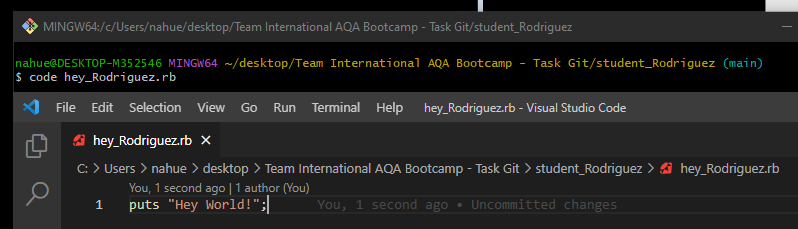 MINGW64:/c/Users/nahue/desktop/Team International AQA Bootcamp - Task Git/student_Rodriguez
nahue@DESKTOP-M352546 MINGW64 ~/desktop/Team International AQA Bootcamp - Task Git/student_Rodriguez (main)
$ code hey_Rodriguez.rb
File Edit Selection View Go Run Terminal Help hey_Rodriguez.rb - Visual Studio Code
hey_Rodriguez.rb
C: > Users > nahue > desktop > Team International AQA Bootcamp - Task Git > student_Rodriguez > hey_Rodriguez.rb
You, 1 second ago | 1 author (You)
1 puts "Hey World!"; You, 1 second ago • Uncommitted changes